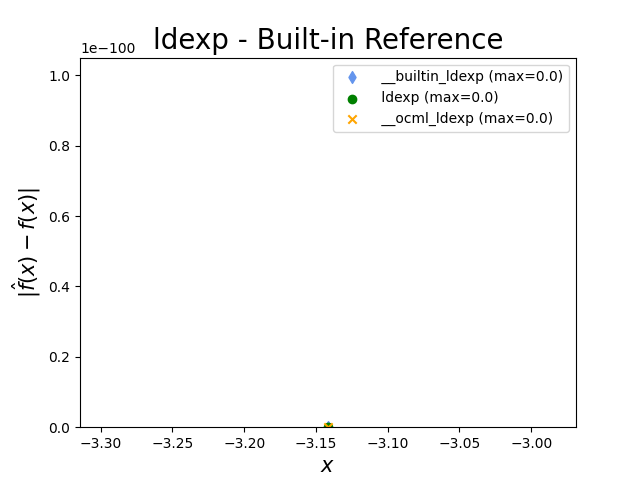 ldexp - Built-in Reference
1e−100
1.0
0.8
0.6
0.4
0.2
0.0
|f̂(x) − f(x)|
__builtin_ldexp (max=0.0)
ldexp (max=0.0)
__ocml_ldexp (max=0.0)
−3.30 −3.25 −3.20 −3.15 −3.10 −3.05 −3.00
x